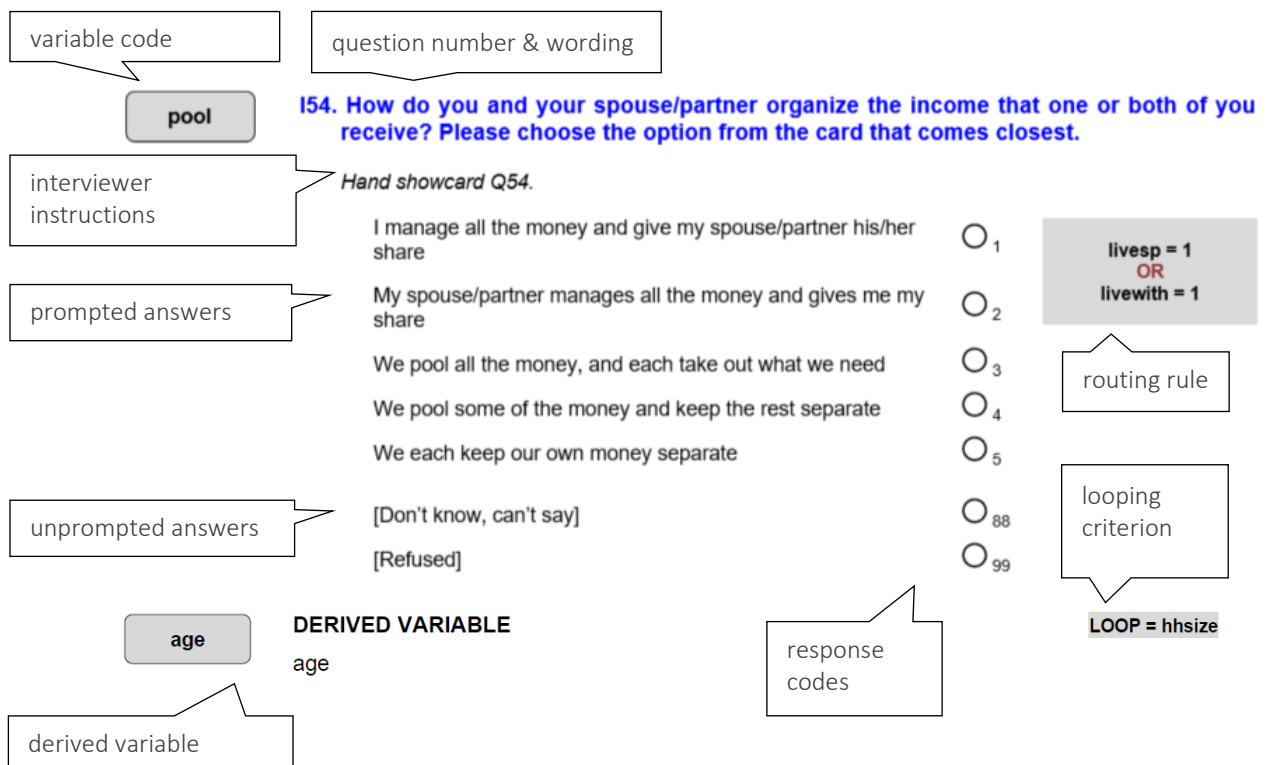 variable code
question number & wording
pool
I54. How do you and your spouse/partner organize the income that one or both of you
receive? Please choose the option from the card that comes closest.
interviewer
instructions
Hand showcard Q54.
I manage all the money and give my spouse/partner his/her
share
1
livesp = 1
OR
livewith = 1
prompted answers
My spouse/partner manages all the money and gives me my
share
2
routing rule
We pool all the money, and each take out what we need
3
We pool some of the money and keep the rest separate
4
We each keep our own money separate
5
looping
criterion
unprompted answers
[Don't know, can't say]
88
[Refused]
99
age
DERIVED VARIABLE
age
LOOP = hhsize
response
codes
derived variable